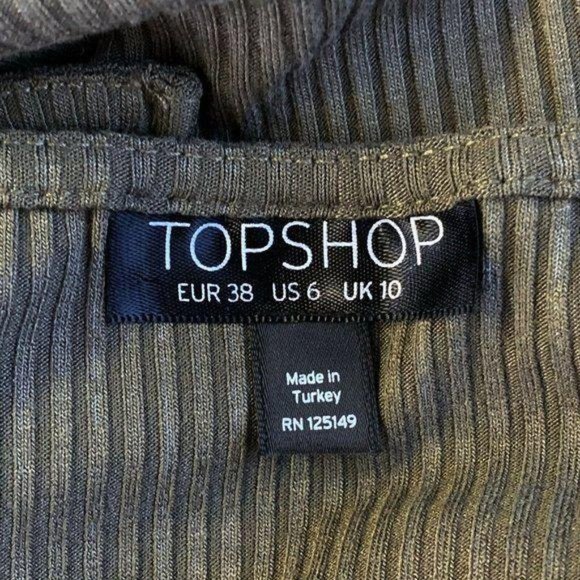 TOPSHOP
EUR 38 US 6 UK 10
Made in
Turkey
RN 125149